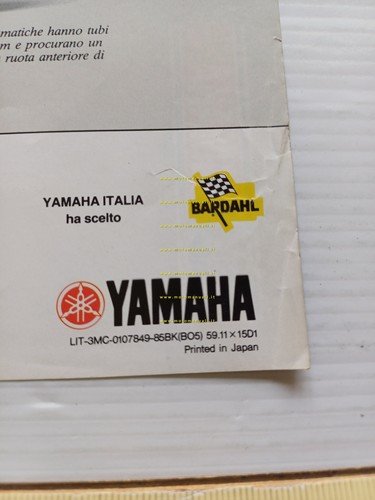 matiche hanno tubi
m e procurano un
ruota anteriore di
YAMAHA ITALIA
ha scelto
BARDAHL
YAMAHA
LIT-3MC-0107849-85BK(BO5) 59.11×15D1
Printed in Japan